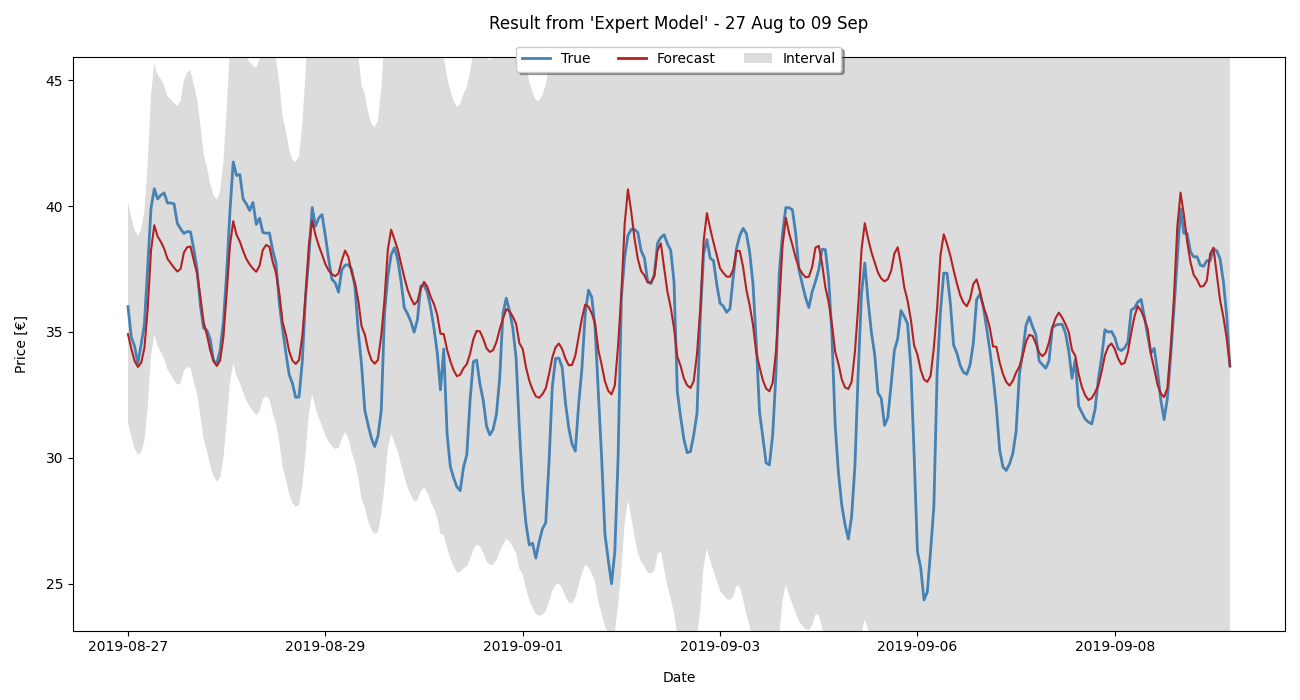 Result from 'Expert Model' - 27 Aug to 09 Sep
True Forecast Interval
45
40
35
30
25
Price [€]
2019-08-27 2019-08-29 2019-09-01 2019-09-03 2019-09-06 2019-09-08
Date